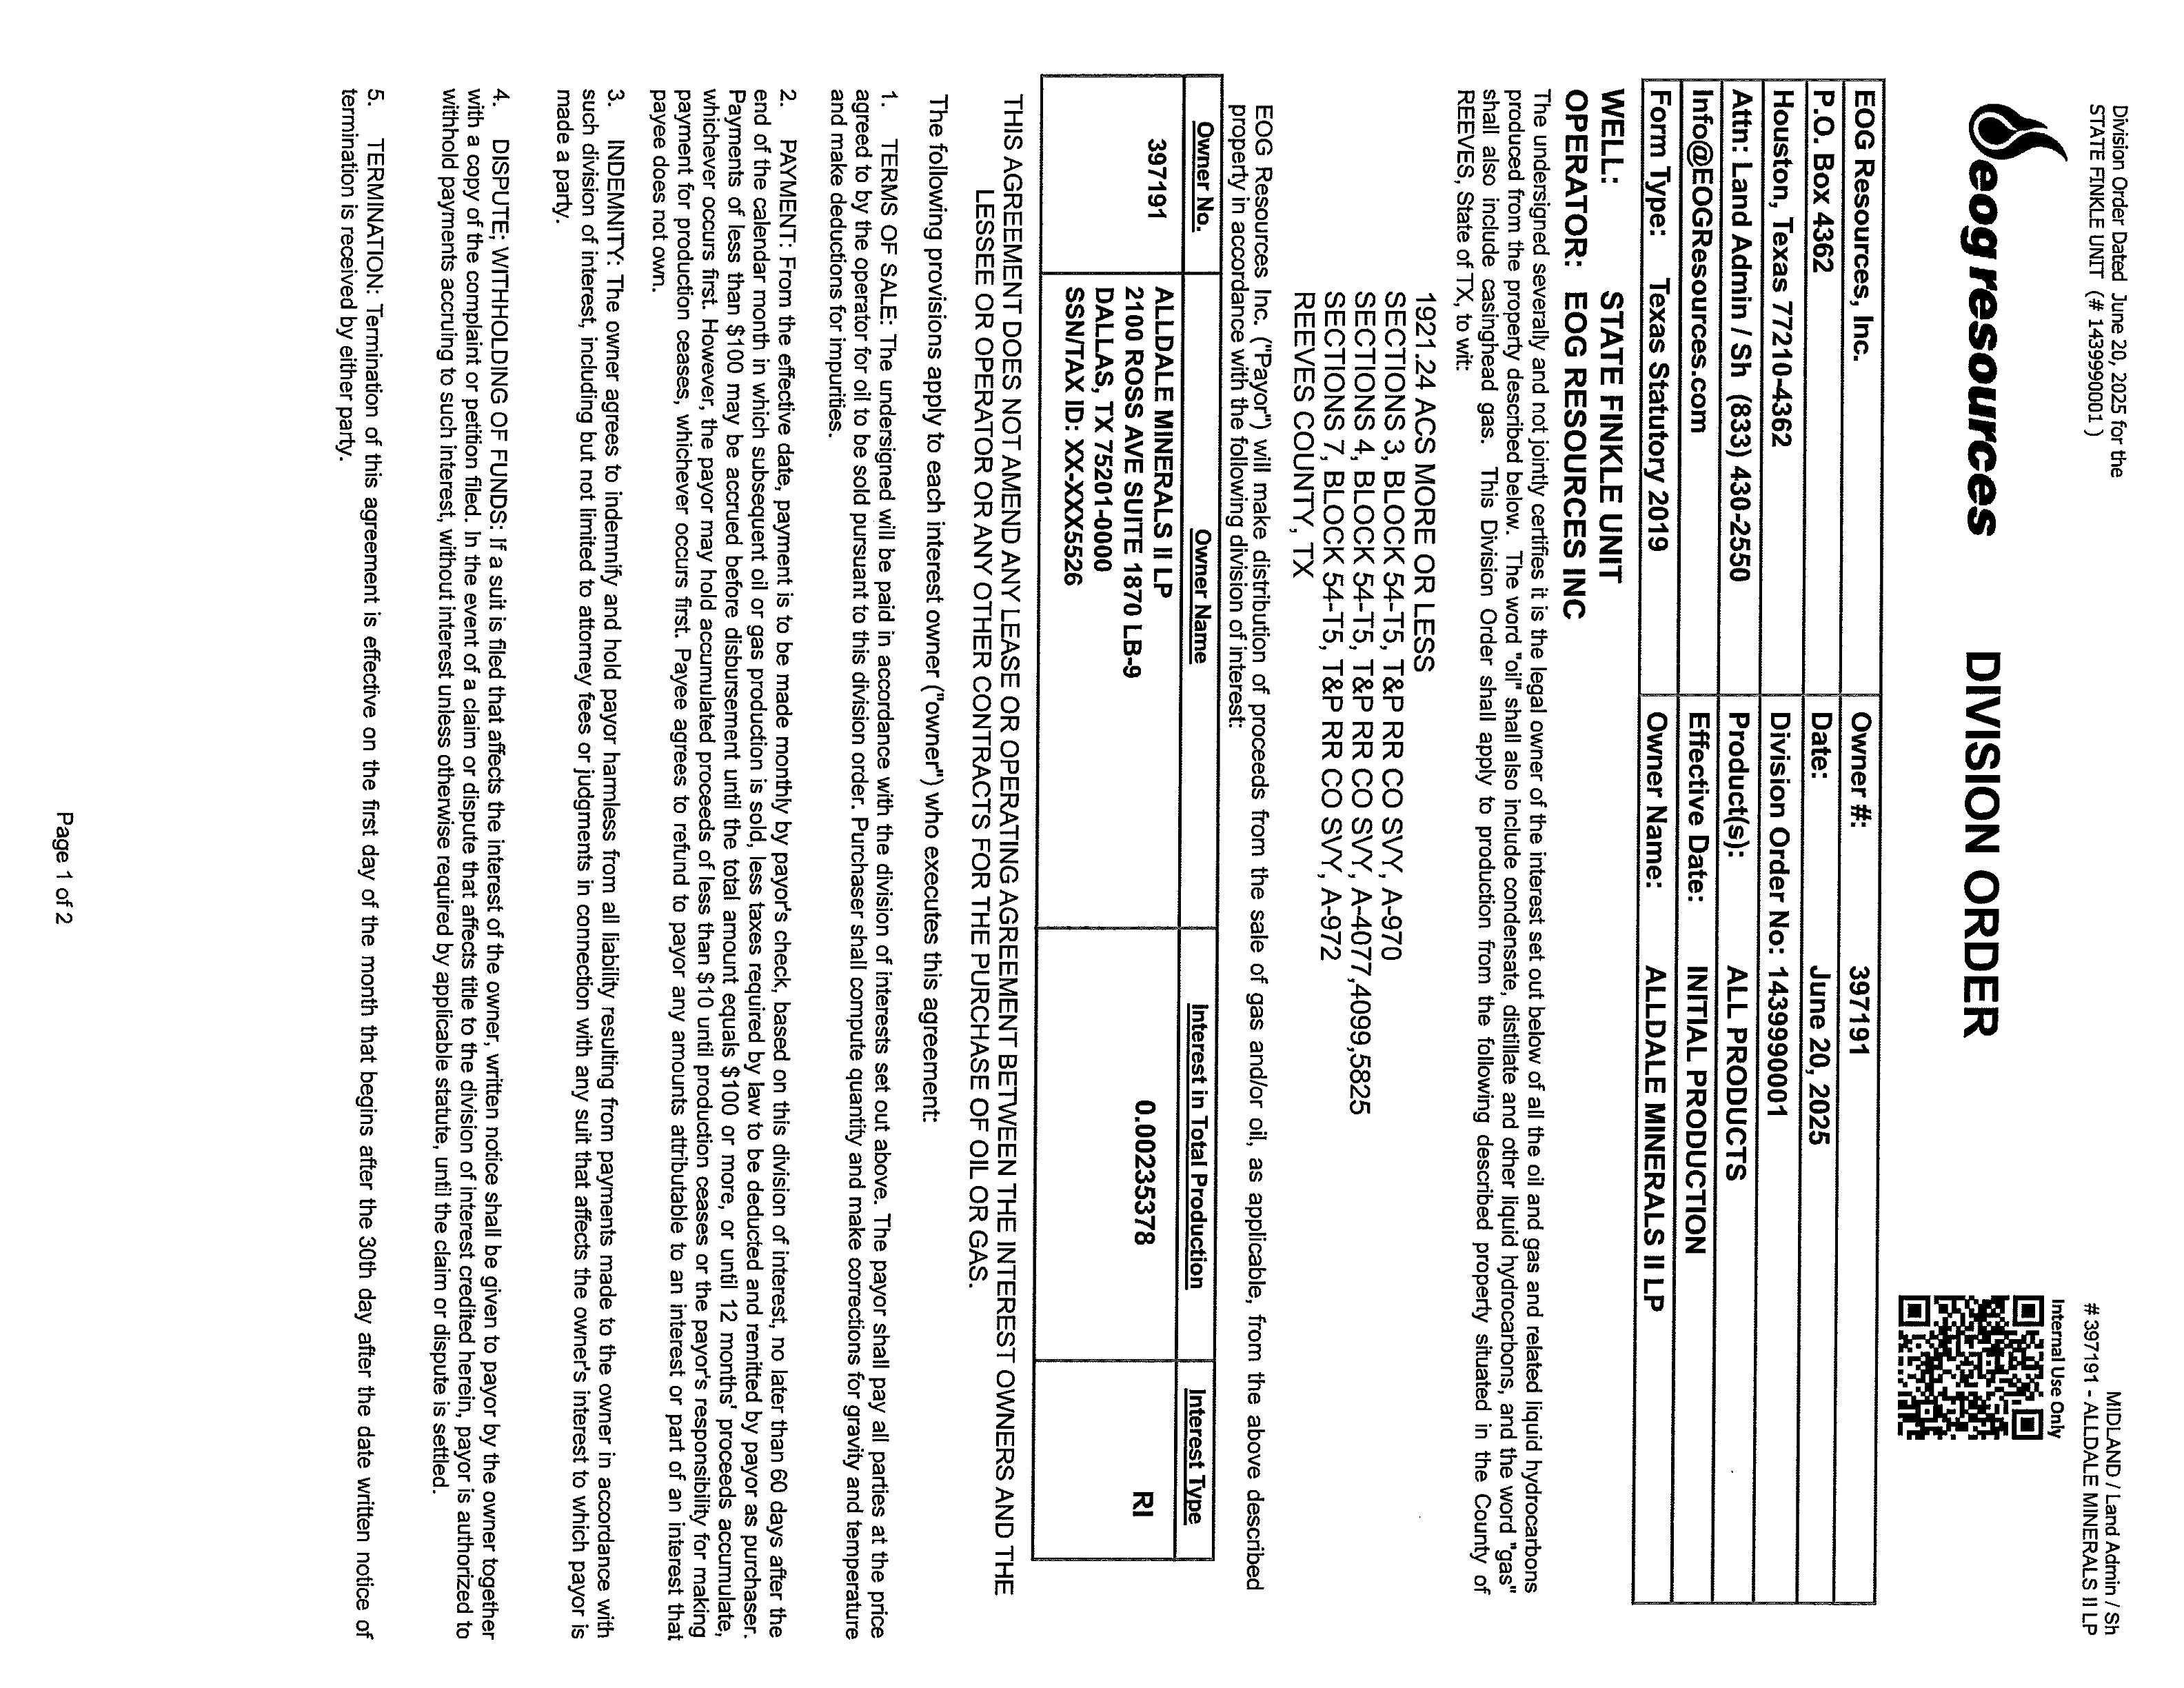 Division Order Dated June 20, 2025 for the
STATE FINKLE UNIT (# 143990001 )
MIDLAND / Land Admin / Sh
# 397191 - ALLDALE MINERALS II LP
Internal Use Only
eog resources
DIVISION ORDER
EOG Resources, Inc. Owner #: 397191
P.O. Box 4362 Date: June 20, 2025
Houston, Texas 77210-4362 Division Order No: 143990001
Attn: Land Admin / Sh (833) 430-2550 Product(s): ALL PRODUCTS
Info@EOGResources.com Effective Date: INITIAL PRODUCTION
Form Type: Texas Statutory 2019 Owner Name: ALLDALE MINERALS II LP
WELL: STATE FINKLE UNIT
OPERATOR: EOG RESOURCES INC
The undersigned severally and not jointly certifies it is the legal owner of the interest set out below of all the oil and gas and related liquid hydrocarbons
produced from the property described below. The word "oil" shall also include condensate, distillate and other liquid hydrocarbons, and the word "gas"
shall also include casinghead gas. This Division Order shall apply to production from the following described property situated in the County of
REEVES, State of TX, to wit:
1921.24 ACS MORE OR LESS
SECTIONS 3, BLOCK 54-T5, T&P RR CO SVY, A-970
SECTIONS 4, BLOCK 54-T5, T&P RR CO SVY, A-4077,4099,5825
SECTIONS 7, BLOCK 54-T5, T&P RR CO SVY, A-972
REEVES COUNTY, TX
EOG Resources Inc. ("Payor") will make distribution of proceeds from the sale of gas and/or oil, as applicable, from the above described
property in accordance with the following division of interest:
Owner No. Owner Name Interest in Total Production Interest Type
397191 ALLDALE MINERALS II LP 0.00235378 RI
2100 ROSS AVE SUITE 1870 LB-9
DALLAS, TX 75201-0000
SSN/TAX ID: XX-XXX5526
THIS AGREEMENT DOES NOT AMEND ANY LEASE OR OPERATING AGREEMENT BETWEEN THE INTEREST OWNERS AND THE
LESSEE OR OPERATOR OR ANY OTHER CONTRACTS FOR THE PURCHASE OF OIL OR GAS.
The following provisions apply to each interest owner ("owner") who executes this agreement:
1. TERMS OF SALE: The undersigned will be paid in accordance with the division of interests set out above. The payor shall pay all parties at the price
agreed to by the operator for oil to be sold pursuant to this division order. Purchaser shall compute quantity and make corrections for gravity and temperature
and make deductions for impurities.
2. PAYMENT: From the effective date, payment is to be made monthly by payor's check, based on this division of interest, no later than 60 days after the
end of the calendar month in which subsequent oil or gas production is sold, less taxes required by law to be deducted and remitted by payor as purchaser.
Payments of less than $100 may be accrued before disbursement until the total amount equals $100 or more, or until 12 months' proceeds accumulate,
whichever occurs first. However, the payor may hold accumulated proceeds of less than $10 until production ceases or the payor's responsibility for making
payment for production ceases, whichever occurs first. Payee agrees to refund to payor any amounts attributable to an interest or part of an interest that
payee does not own.
3. INDEMNITY: The owner agrees to indemnify and hold payor harmless from all liability resulting from payments made to the owner in accordance with
such division of interest, including but not limited to attorney fees or judgments in connection with any suit that affects the owner's interest to which payor is
made a party.
4. DISPUTE; WITHHOLDING OF FUNDS: If a suit is filed that affects the interest of the owner, written notice shall be given to payor by the owner together
with a copy of the complaint or petition filed. In the event of a claim or dispute that affects title to the division of interest credited herein, payor is authorized to
withhold payments accruing to such interest, without interest unless otherwise required by applicable statute, until the claim or dispute is settled.
5. TERMINATION: Termination of this agreement is effective on the first day of the month that begins after the 30th day after the date written notice of
termination is received by either party.
Page 1 of 2